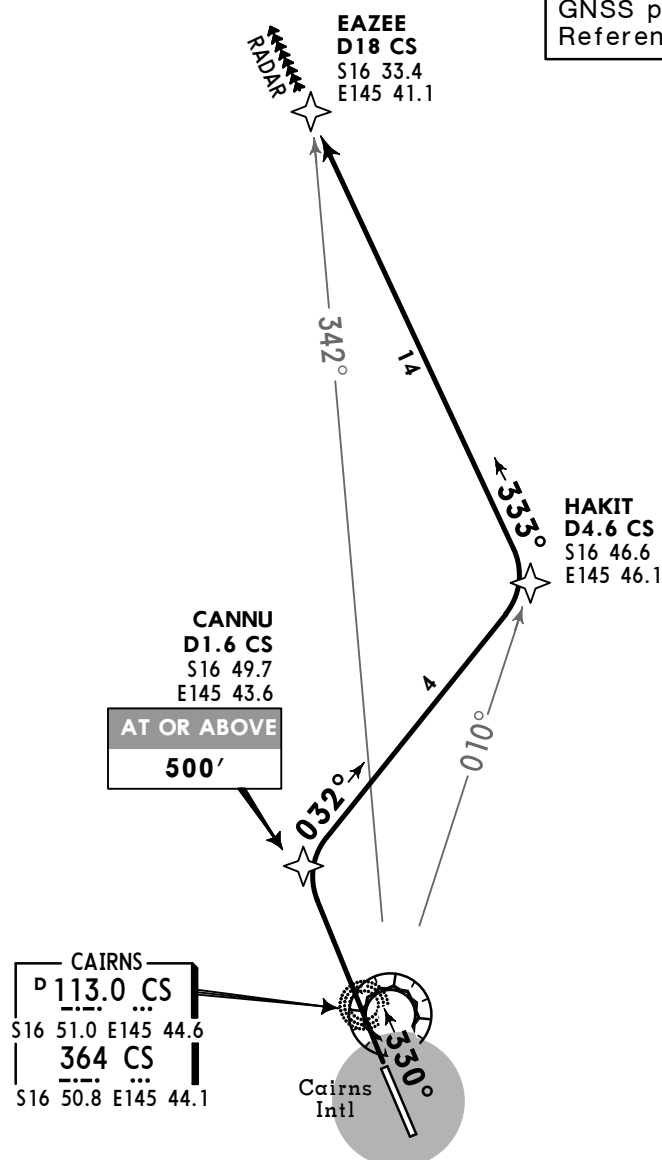 GNSS p
Referen
EAZEE
D18 CS
S16 33.4
E145 41.1
RADAR
342°
14
333°
HAKIT
D4.6 CS
S16 46.6
E145 46.1
CANNU
D1.6 CS
S16 49.7
E145 43.6
AT OR ABOVE
500'
4
032°
010°
CAIRNS
D 113.0 CS
S16 51.0 E145 44.6
364 CS
S16 50.8 E145 44.1
330°
Cairns
Intl